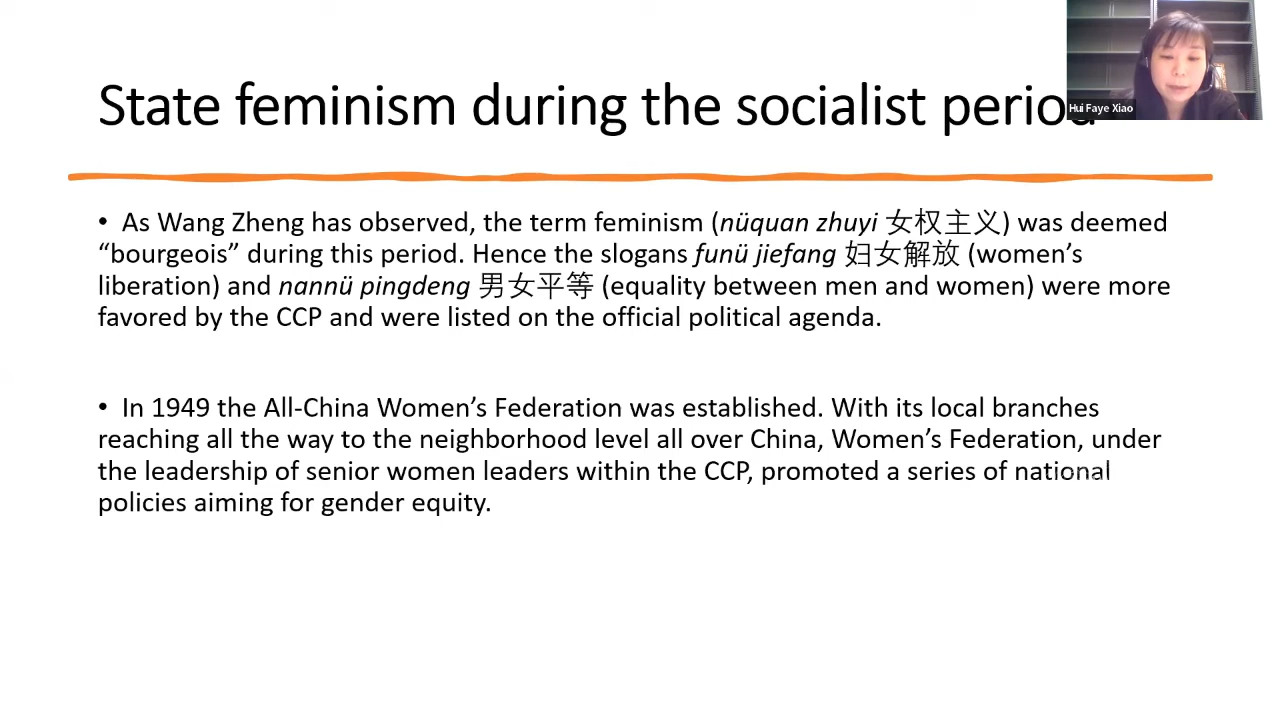 State feminism during the socialist period
Hui Faye Xiao
• As Wang Zheng has observed, the term feminism (nüquan zhuyi 女权主义) was deemed
“bourgeois” during this period. Hence the slogans funü jiefang 妇女解放 (women’s
liberation) and nannü pingdeng 男女平等 (equality between men and women) were more
favored by the CCP and were listed on the official political agenda.
• In 1949 the All-China Women’s Federation was established. With its local branches
reaching all the way to the neighborhood level all over China, Women’s Federation, under
the leadership of senior women leaders within the CCP, promoted a series of national
policies aiming for gender equity.